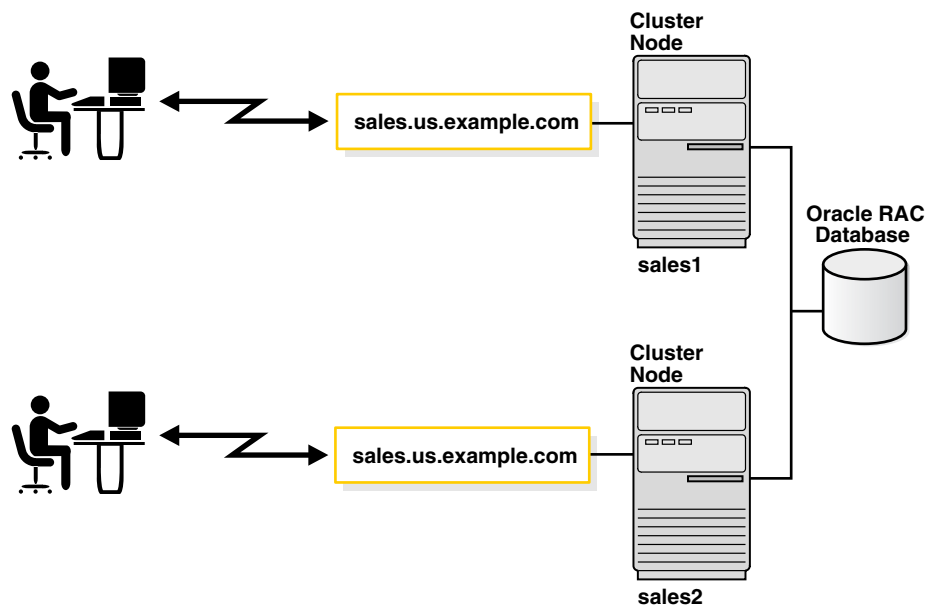 Cluster
Node
sales.us.example.com
sales1
Oracle RAC
Database
Cluster
Node
sales.us.example.com
sales2